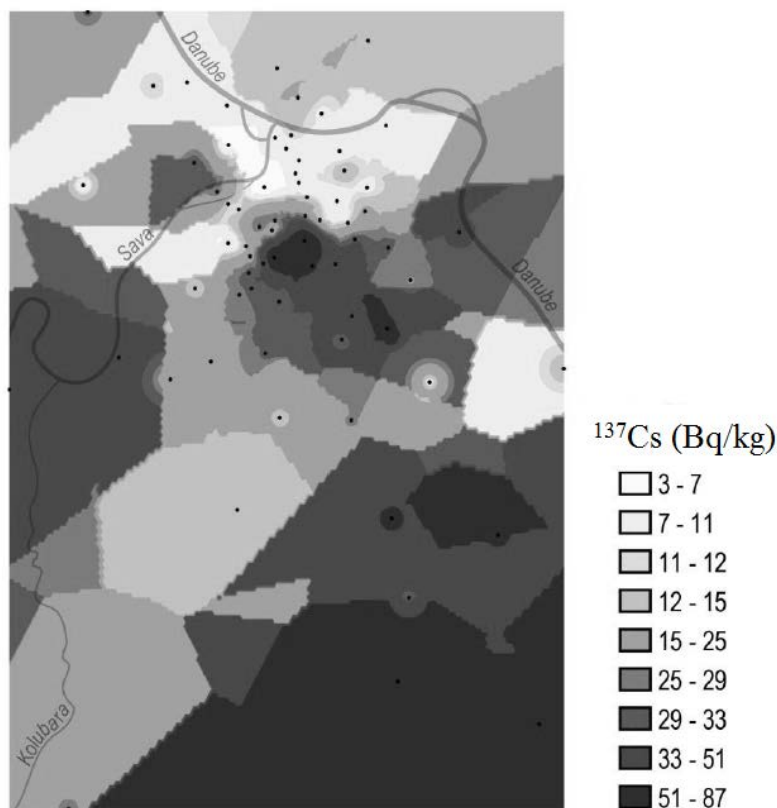 Danube
Sava
Danube
Kolubara
¹³⁷Cs (Bq/kg)
3 - 7
7 - 11
11 - 12
12 - 15
15 - 25
25 - 29
29 - 33
33 - 51
51 - 87